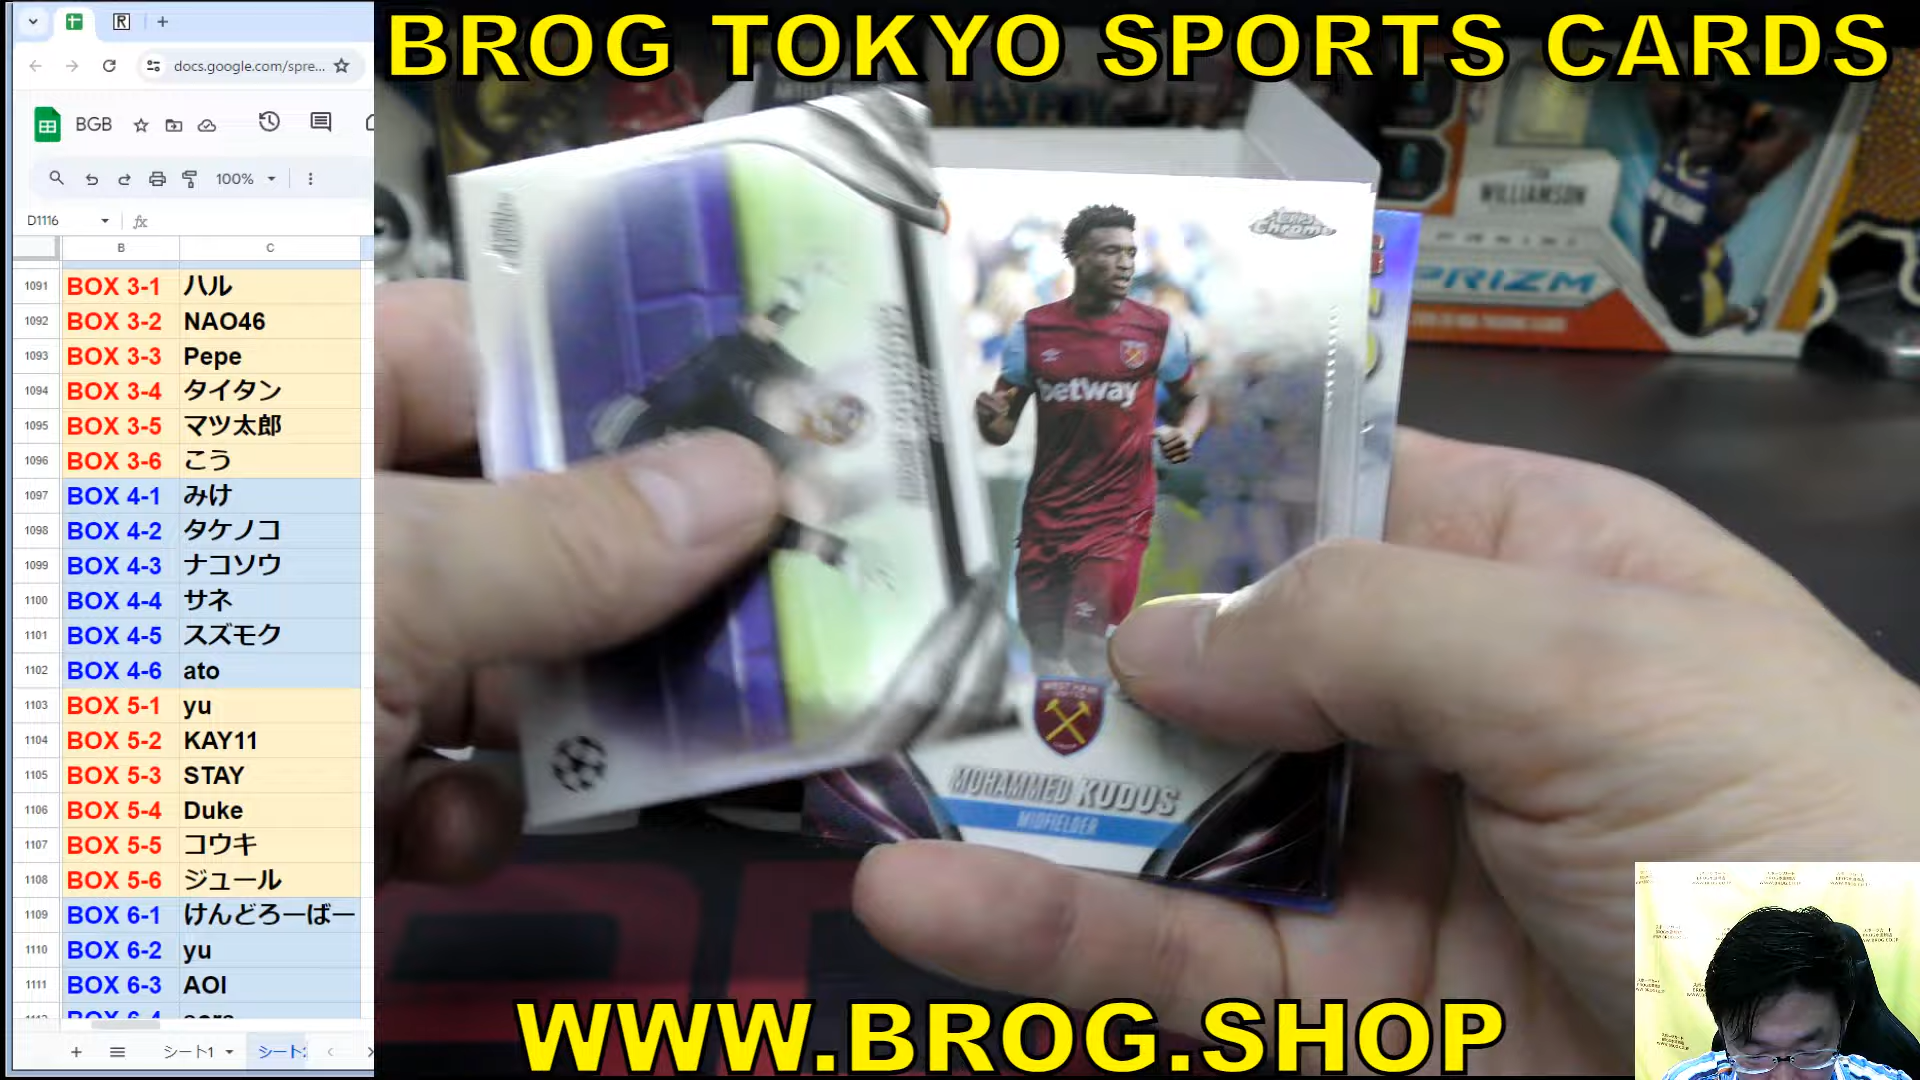 BROG TOKYO SPORTS CARDS
docs.google.com/spre...
BGB
100%
D1116
fx
B C
1091 BOX 3-1 ハル
1092 BOX 3-2 NAO46
1093 BOX 3-3 Pepe
1094 BOX 3-4 タイタン
1095 BOX 3-5 マツ太郎
1096 BOX 3-6 こう
1097 BOX 4-1 みけ
1098 BOX 4-2 タケノコ
1099 BOX 4-3 ナコソウ
1100 BOX 4-4 サネ
1101 BOX 4-5 スズモク
1102 BOX 4-6 ato
1103 BOX 5-1 yu
1104 BOX 5-2 KAY11
1105 BOX 5-3 STAY
1106 BOX 5-4 Duke
1107 BOX 5-5 コウキ
1108 BOX 5-6 ジュール
1109 BOX 6-1 けんどろーばー
1110 BOX 6-2 yu
1111 BOX 6-3 AOI
シート1
シート
Topps Chrome
betway
WEST HAM
MOHAMMED KUDUS
MIDFIELDER
WILLIAMSON
1
PANINI
PRIZM
WWW.BROG.SHOP